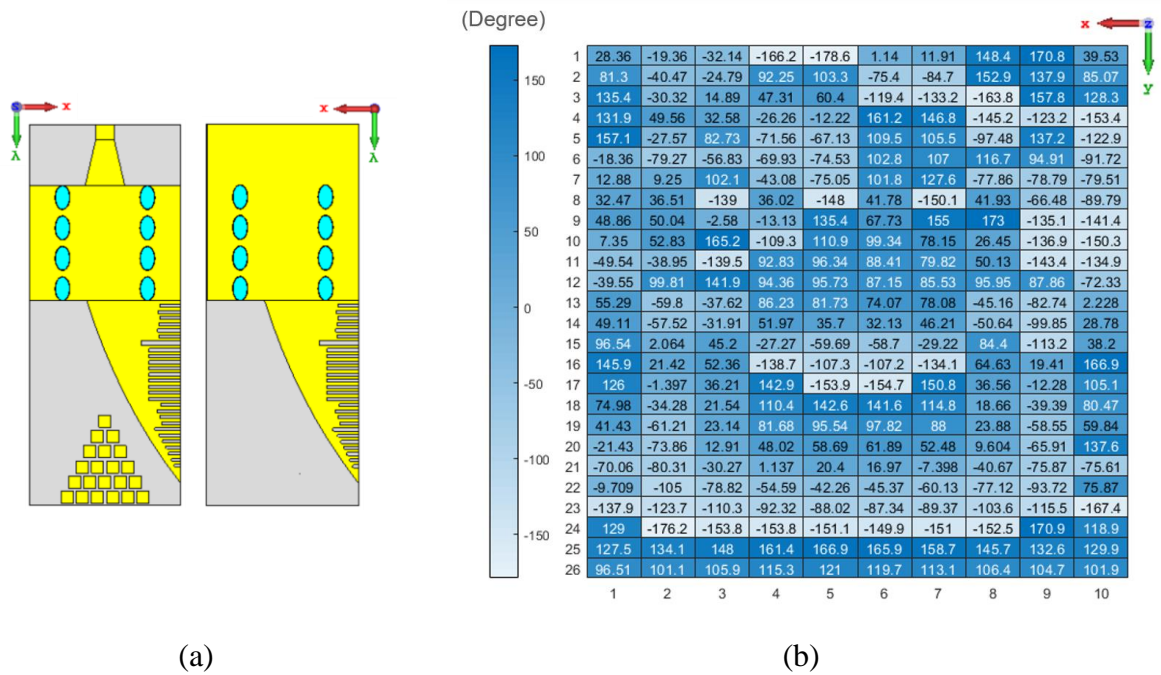 (Degree)
x z
y
x x
y y
150
100
50
0
-50
-100
-150
1 28.36 -19.36 -32.14 -166.2 -178.6 1.14 11.91 148.4 170.8 39.53
2 81.3 -40.47 -24.79 92.25 103.3 -75.4 -84.7 152.9 137.9 85.07
3 135.4 -30.32 14.89 47.31 60.4 -119.4 -133.2 -163.8 157.8 128.3
4 131.9 49.56 32.58 -26.26 -12.22 161.2 146.8 -145.2 -123.2 -153.4
5 157.1 -27.57 82.73 -71.56 -67.13 109.5 105.5 -97.48 137.2 -122.9
6 -18.36 -79.27 -56.83 -69.93 -74.53 102.8 107 116.7 94.91 -91.72
7 12.88 9.25 102.1 -43.08 -75.05 101.8 127.6 -77.86 -78.79 -79.51
8 32.47 36.51 -139 36.02 -148 41.78 -150.1 41.93 -66.48 -89.79
9 48.86 50.04 -2.58 -13.13 135.4 67.73 155 173 -135.1 -141.4
10 7.35 52.83 165.2 -109.3 110.9 99.34 78.15 26.45 -136.9 -150.3
11 -49.54 -38.95 -139.5 92.83 96.34 88.41 79.82 50.13 -143.4 -134.9
12 -39.55 99.81 141.9 94.36 95.73 87.15 85.53 95.95 87.86 -72.33
13 55.29 -59.8 -37.62 86.23 81.73 74.07 78.08 -45.16 -82.74 2.228
14 49.11 -57.52 -31.91 51.97 35.7 32.13 46.21 -50.64 -99.85 28.78
15 96.54 2.064 45.2 -27.27 -59.69 -58.7 -29.22 84.4 -113.2 38.2
16 145.9 21.42 52.36 -138.7 -107.3 -107.2 -134.1 64.63 19.41 166.9
17 126 -1.397 36.21 142.9 -153.9 -154.7 150.8 36.56 -12.28 105.1
18 74.98 -34.28 21.54 110.4 142.6 141.6 114.8 18.66 -39.39 80.47
19 41.43 -61.21 23.14 81.68 95.54 97.82 88 23.88 -58.55 59.84
20 -21.43 -73.86 12.91 48.02 58.69 61.89 52.48 9.604 -65.91 137.6
21 -70.06 -80.31 -30.27 1.137 20.4 16.97 -7.398 -40.67 -75.87 -75.61
22 -9.709 -105 -78.82 -54.59 -42.26 -45.37 -60.13 -77.12 -93.72 75.87
23 -137.9 -123.7 -110.3 -92.32 -88.02 -87.34 -89.37 -103.6 -115.5 -167.4
24 129 -176.2 -153.8 -153.8 -151.1 -149.9 -151 -152.5 170.9 118.9
25 127.5 134.1 148 161.4 166.9 165.9 158.7 145.7 132.6 129.9
26 96.51 101.1 105.9 115.3 121 119.7 113.1 106.4 104.7 101.9
1 2 3 4 5 6 7 8 9 10
(a) (b)